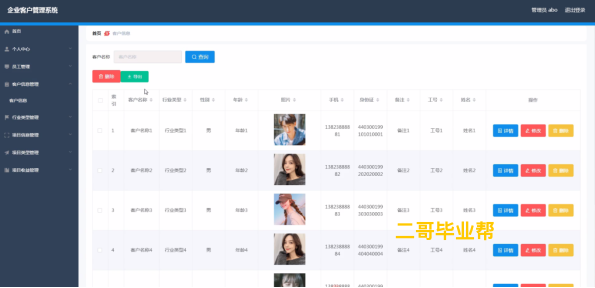 企业客户管理系统
管理员 abo 退出登录
首页
个人中心
员工管理
客户信息管理
客户信息
行业类型管理
项目信息管理
项目类型管理
项目收益管理
首页 客户信息
客户名称 客户名称 查询
删除 导出
索引 客户名称 行业类型 性别 年龄 照片 手机 身份证 备注 工号 姓名 操作
1 客户名称1 行业类型1 男 年龄1 13823888881 440300199101010001 备注1 工号1 姓名1 详情 修改 删除
2 客户名称2 行业类型2 男 年龄2 13823888882 440300199202020002 备注2 工号2 姓名2 详情 修改 删除
3 客户名称3 行业类型3 男 年龄3 13823888883 440300199303030003 备注3 工号3 姓名3 详情 修改 删除
二哥毕业帮
4 客户名称4 行业类型4 男 年龄4 13823888884 440300199404040004 备注4 工号4 姓名4 详情 修改 删除